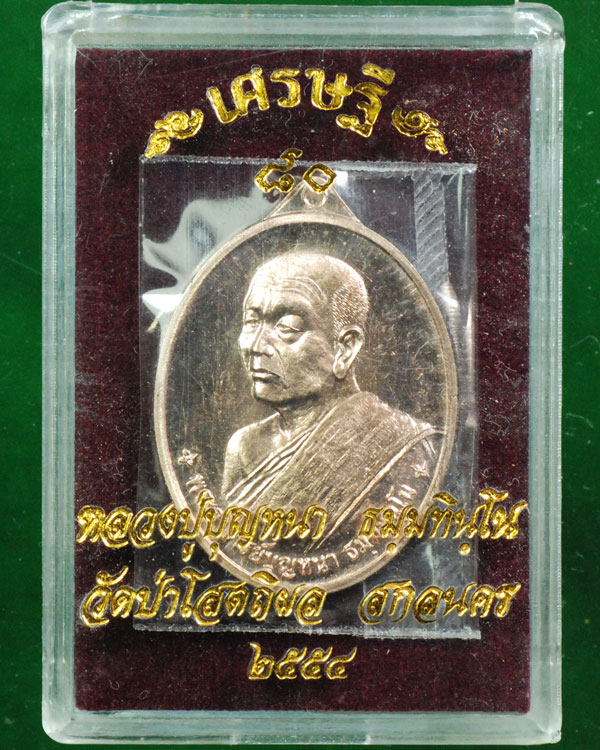 เศรษฐี
๘๐
หลวงปู่บุญหนา ธมฺมทินฺโน
วัดป่าโสตถิผล สกลนคร
๒๕๕๔